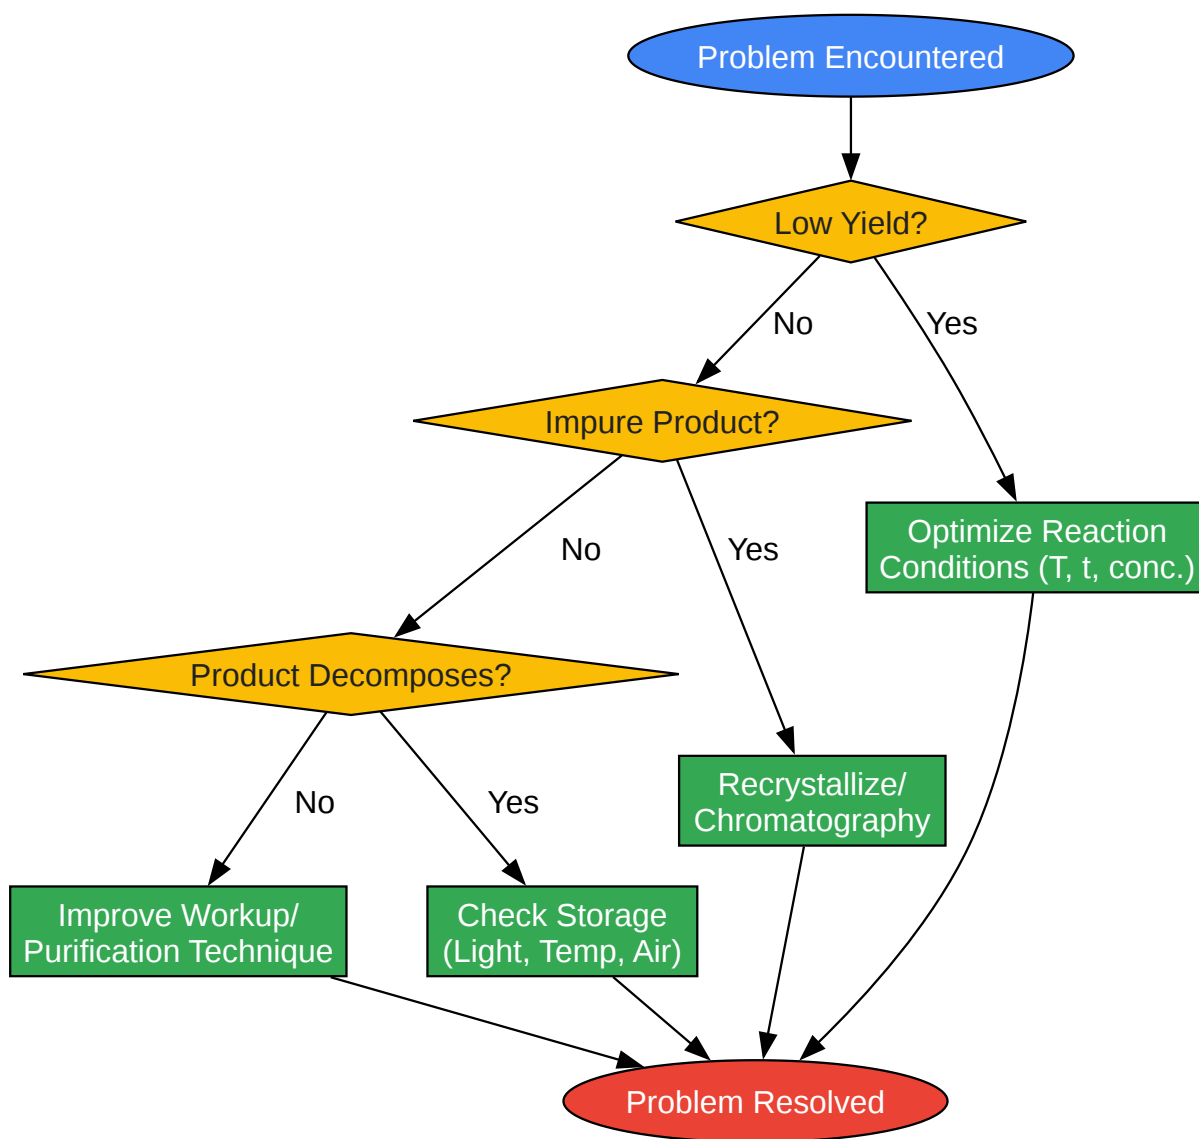 Problem Encountered
Low Yield?
No
Yes
Impure Product?
No
Yes
Optimize Reaction
Conditions (T, t, conc.)
Product Decomposes?
No
Yes
Recrystallize/
Chromatography
Improve Workup/
Purification Technique
Check Storage
(Light, Temp, Air)
Problem Resolved